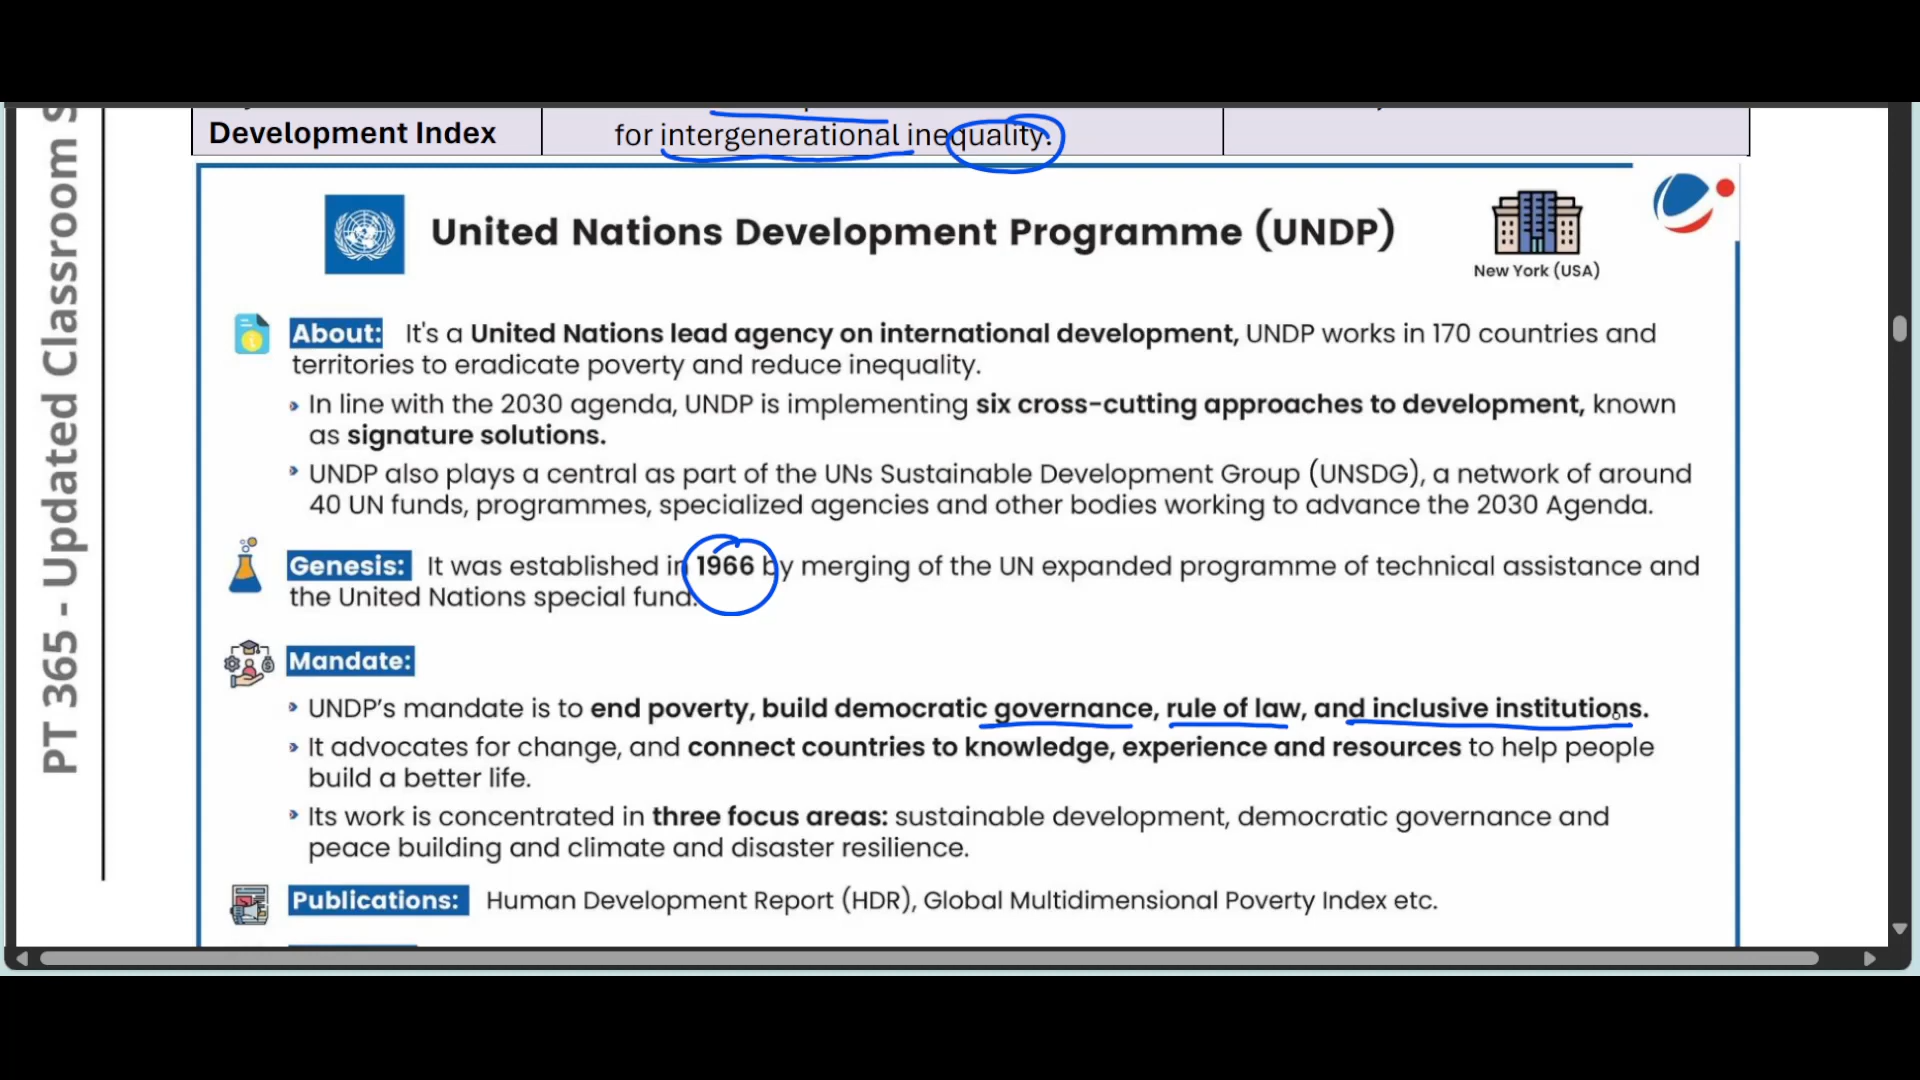 Development Index
for intergenerational inequality.
United Nations Development Programme (UNDP)
New York (USA)
About: It's a United Nations lead agency on international development, UNDP works in 170 countries and
territories to eradicate poverty and reduce inequality.
In line with the 2030 agenda, UNDP is implementing six cross-cutting approaches to development, known
as signature solutions.
UNDP also plays a central as part of the UNs Sustainable Development Group (UNSDG), a network of around
40 UN funds, programmes, specialized agencies and other bodies working to advance the 2030 Agenda.
Genesis: It was established in 1966 by merging of the UN expanded programme of technical assistance and
the United Nations special fund.
Mandate:
UNDP's mandate is to end poverty, build democratic governance, rule of law, and inclusive institutions.
It advocates for change, and connect countries to knowledge, experience and resources to help people
build a better life.
Its work is concentrated in three focus areas: sustainable development, democratic governance and
peace building and climate and disaster resilience.
Publications: Human Development Report (HDR), Global Multidimensional Poverty Index etc.
PT 365 - Updated Classroom